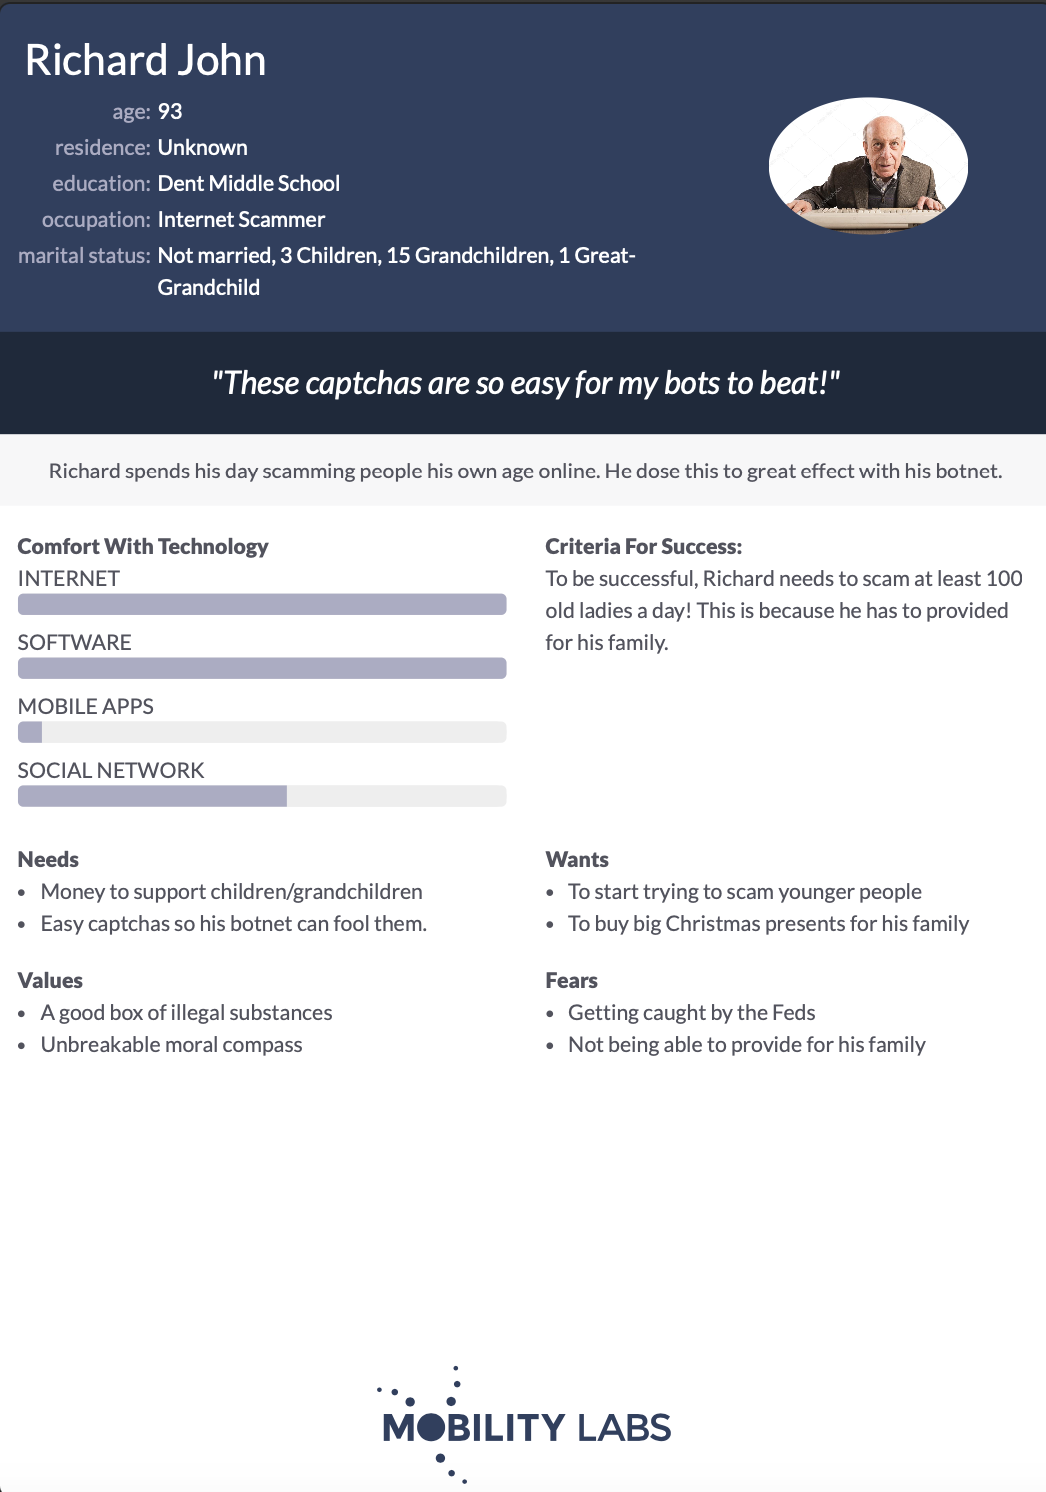 Richard John
age: 93
residence: Unknown
education: Dent Middle School
occupation: Internet Scammer
marital status: Not married, 3 Children, 15 Grandchildren, 1 Great-
Grandchild
"These captchas are so easy for my bots to beat!"
Richard spends his day scamming people his own age online. He dose this to great effect with his botnet.
Comfort With Technology
INTERNET
SOFTWARE
MOBILE APPS
SOCIAL NETWORK
Criteria For Success:
To be successful, Richard needs to scam at least 100
old ladies a day! This is because he has to provided
for his family.
Needs
• Money to support children/grandchildren
• Easy captchas so his botnet can fool them.
Wants
• To start trying to scam younger people
• To buy big Christmas presents for his family
Values
• A good box of illegal substances
• Unbreakable moral compass
Fears
• Getting caught by the Feds
• Not being able to provide for his family
MOBILITY LABS